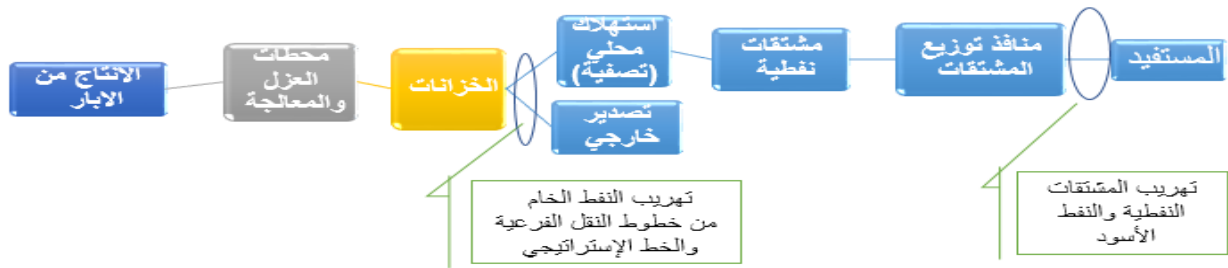 الانتاج من
الابار
محطات
العزل
والمعالجة
الخزانات
استهلاك
محلي
(تصفية)
تصدير
خارجي
مشتقات
نفطية
منافذ توزيع
المشتقات
المستفيد
تهريب النفط الخام
من خطوط النقل الفرعية
والخط الإستراتيجي
تهريب المشتقات
النفطية والنفط
الأسود